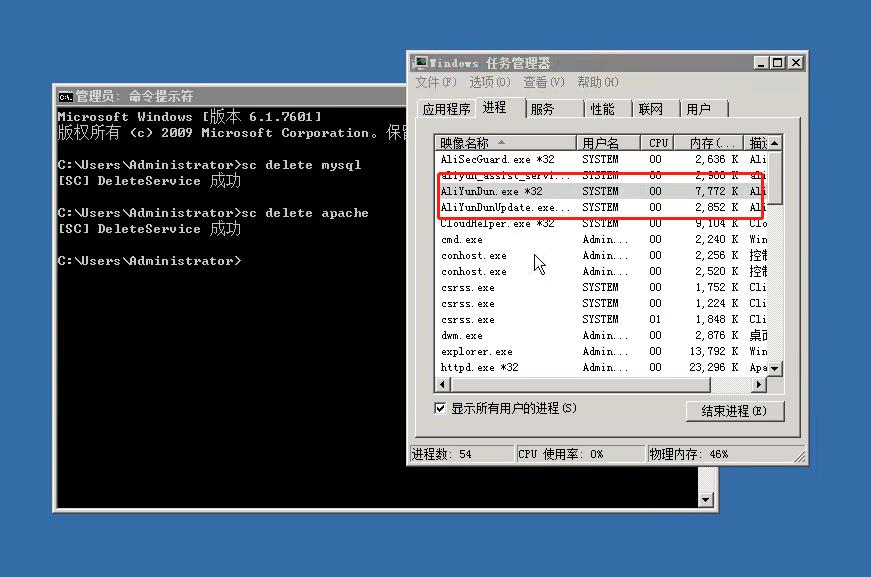 管理员: 命令提示符
Microsoft Windows [版本 6.1.7601]
版权所有 (c) 2009 Microsoft Corporation。保留
C:\Users\Administrator>sc delete mysql
[SC] DeleteService 成功
C:\Users\Administrator>sc delete apache
[SC] DeleteService 成功
C:\Users\Administrator>
Windows 任务管理器
文件(F) 选项(O) 查看(V) 帮助(H)
应用程序 进程 服务 性能 联网 用户
映像名称 用户名 CPU 内存(...
AliSecGuard.exe *32 SYSTEM 00 2,636 K Ali
aliyun_assist_servi... SYSTEM 00 K Ali
AliYunDun.exe *32 SYSTEM 00 7,772 K Ali
AliYunDunUpdate.exe... SYSTEM 00 2,852 K Ali
CloudHelper.exe *32 SYSTEM 00 9,104 K Clo
cmd.exe Admin... 00 2,240 K Win
conhost.exe Admin... 00 2,256 K 控制
conhost.exe Admin... 00 2,520 K 控制
csrss.exe SYSTEM 00 1,752 K Cli
csrss.exe SYSTEM 00 1,224 K Cli
csrss.exe SYSTEM 01 1,848 K Cli
dwm.exe Admin... 00 2,876 K 桌面
explorer.exe Admin... 00 13,792 K Win
httpd.exe *32 Admin... 00 23,296 K Apa
显示所有用户的进程(S)
结束进程(E)
进程数: 54 CPU 使用率: 0% 物理内存: 46%